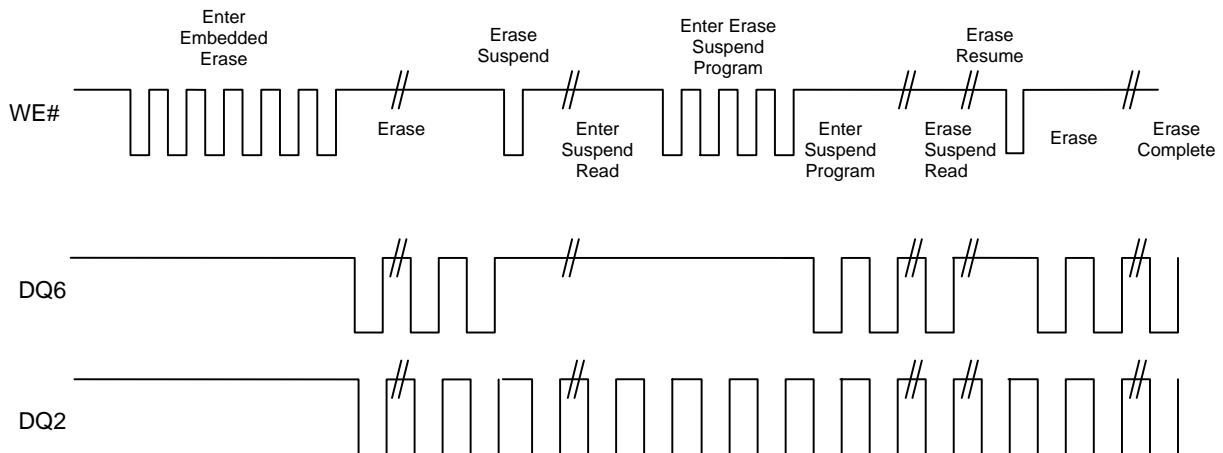 Enter
Embedded
Erase
Erase
Suspend
Enter Erase
Suspend
Program
Erase
Resume
WE#
Erase
Enter
Suspend
Read
Enter
Suspend
Program
Erase
Suspend
Read
Erase
Erase
Complete
DQ6
DQ2